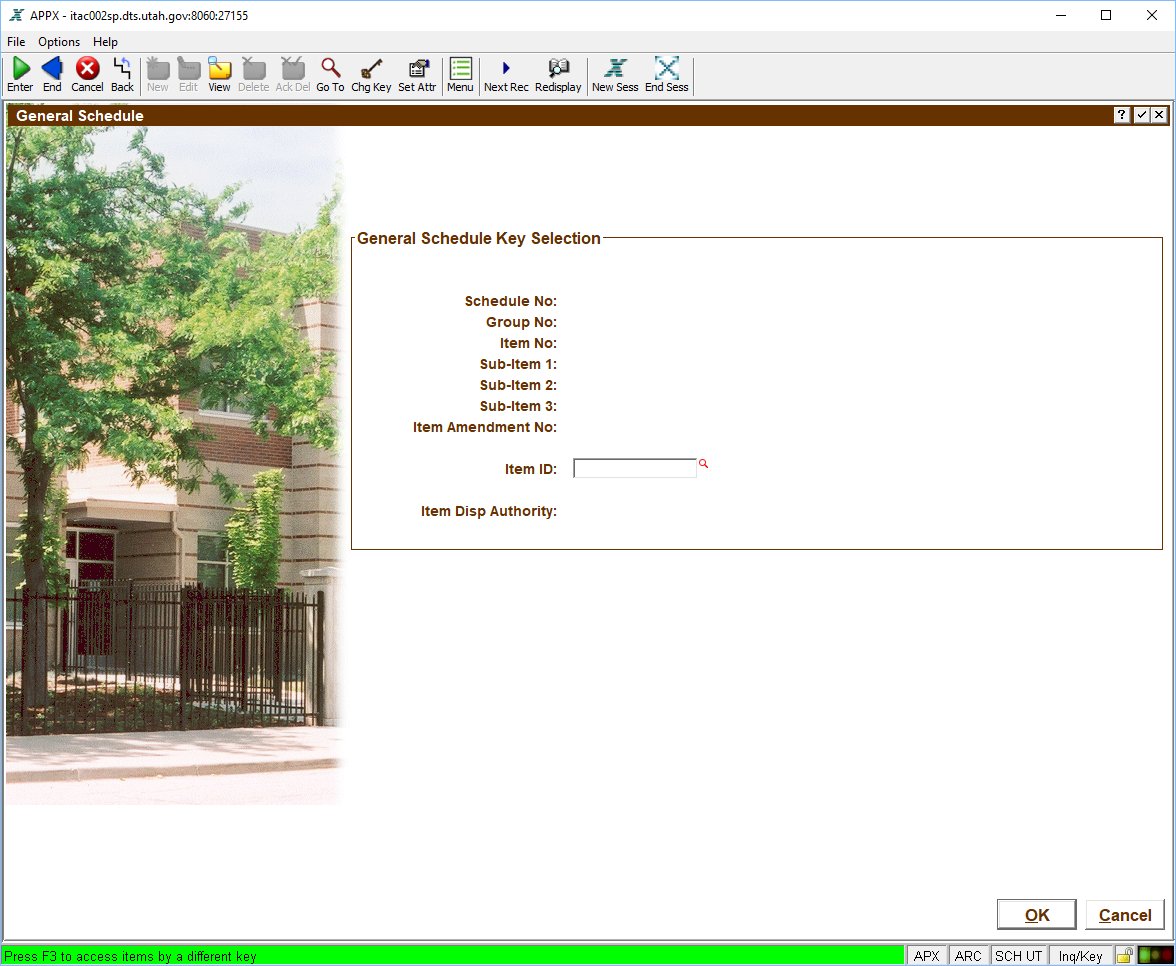 APPX - itac002sp.dts.utah.gov:8060:27155
File Options Help
Enter End Cancel Back New Edit View Delete Ack Del Go To Chg Key Set Attr Menu Next Rec Redisplay New Sess End Sess
General Schedule
General Schedule Key Selection
Schedule No:
Group No:
Item No:
Sub-Item 1:
Sub-Item 2:
Sub-Item 3:
Item Amendment No:
Item ID:
Item Disp Authority:
OK Cancel
Press F3 to access items by a different key APX ARC SCH UT Inq/Key